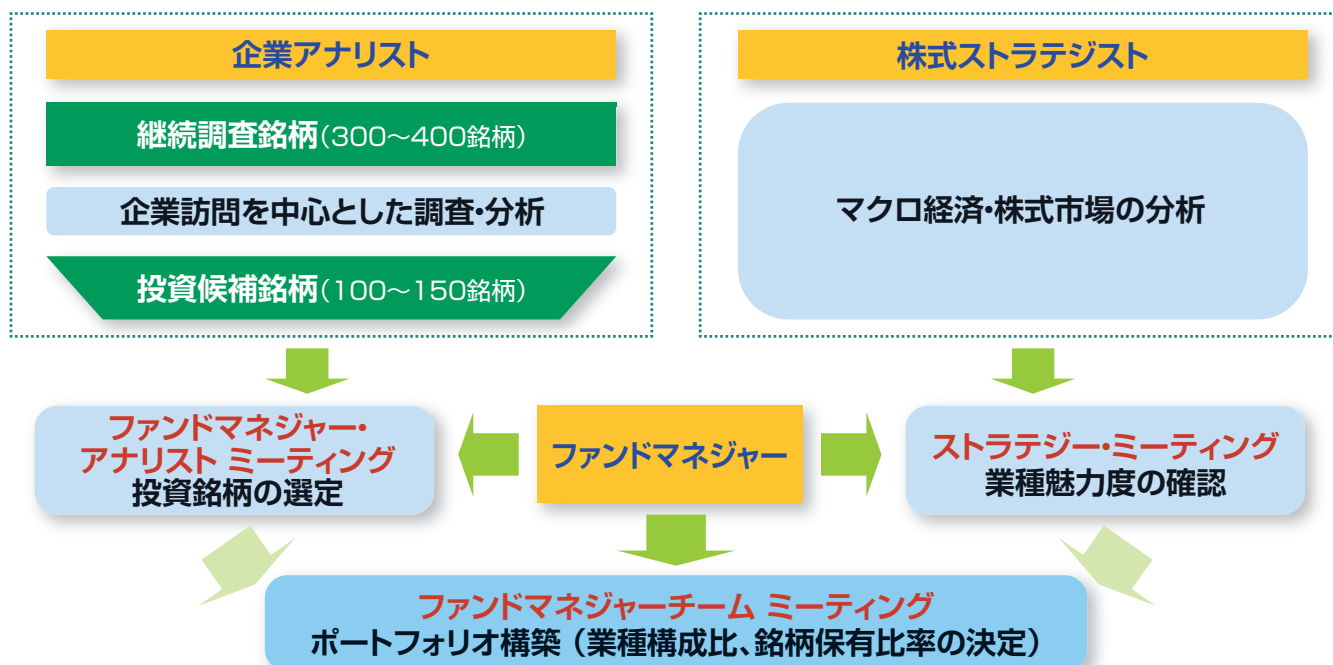 企業アナリスト
継続調査銘柄(300〜400銘柄)
企業訪問を中心とした調査・分析
投資候補銘柄(100〜150銘柄)
株式ストラテジスト
マクロ経済・株式市場の分析
ファンドマネジャー・
アナリスト ミーティング
投資銘柄の選定
ファンドマネジャー
ストラテジー・ミーティング
業種魅力度の確認
ファンドマネジャーチーム ミーティング
ポートフォリオ構築(業種構成比、銘柄保有比率の決定)